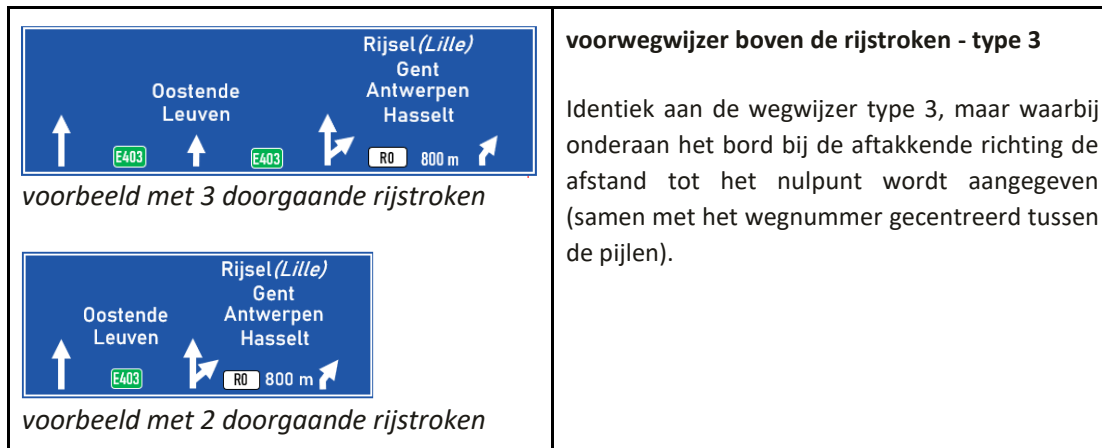 Rijsel (Lille)
Gent
Oostende Antwerpen
Leuven Hasselt
E403 E403 R0 800 m
voorbeeld met 3 doorgaande rijstroken
Rijsel (Lille)
Gent
Oostende Antwerpen
Leuven Hasselt
E403 R0 800 m
voorbeeld met 2 doorgaande rijstroken
voorwegwijzer boven de rijstroken - type 3
Identiek aan de wegwijzer type 3, maar waarbij
onderaan het bord bij de aftakkende richting de
afstand tot het nulpunt wordt aangegeven
(samen met het wegnummer gecentreerd tussen
de pijlen).